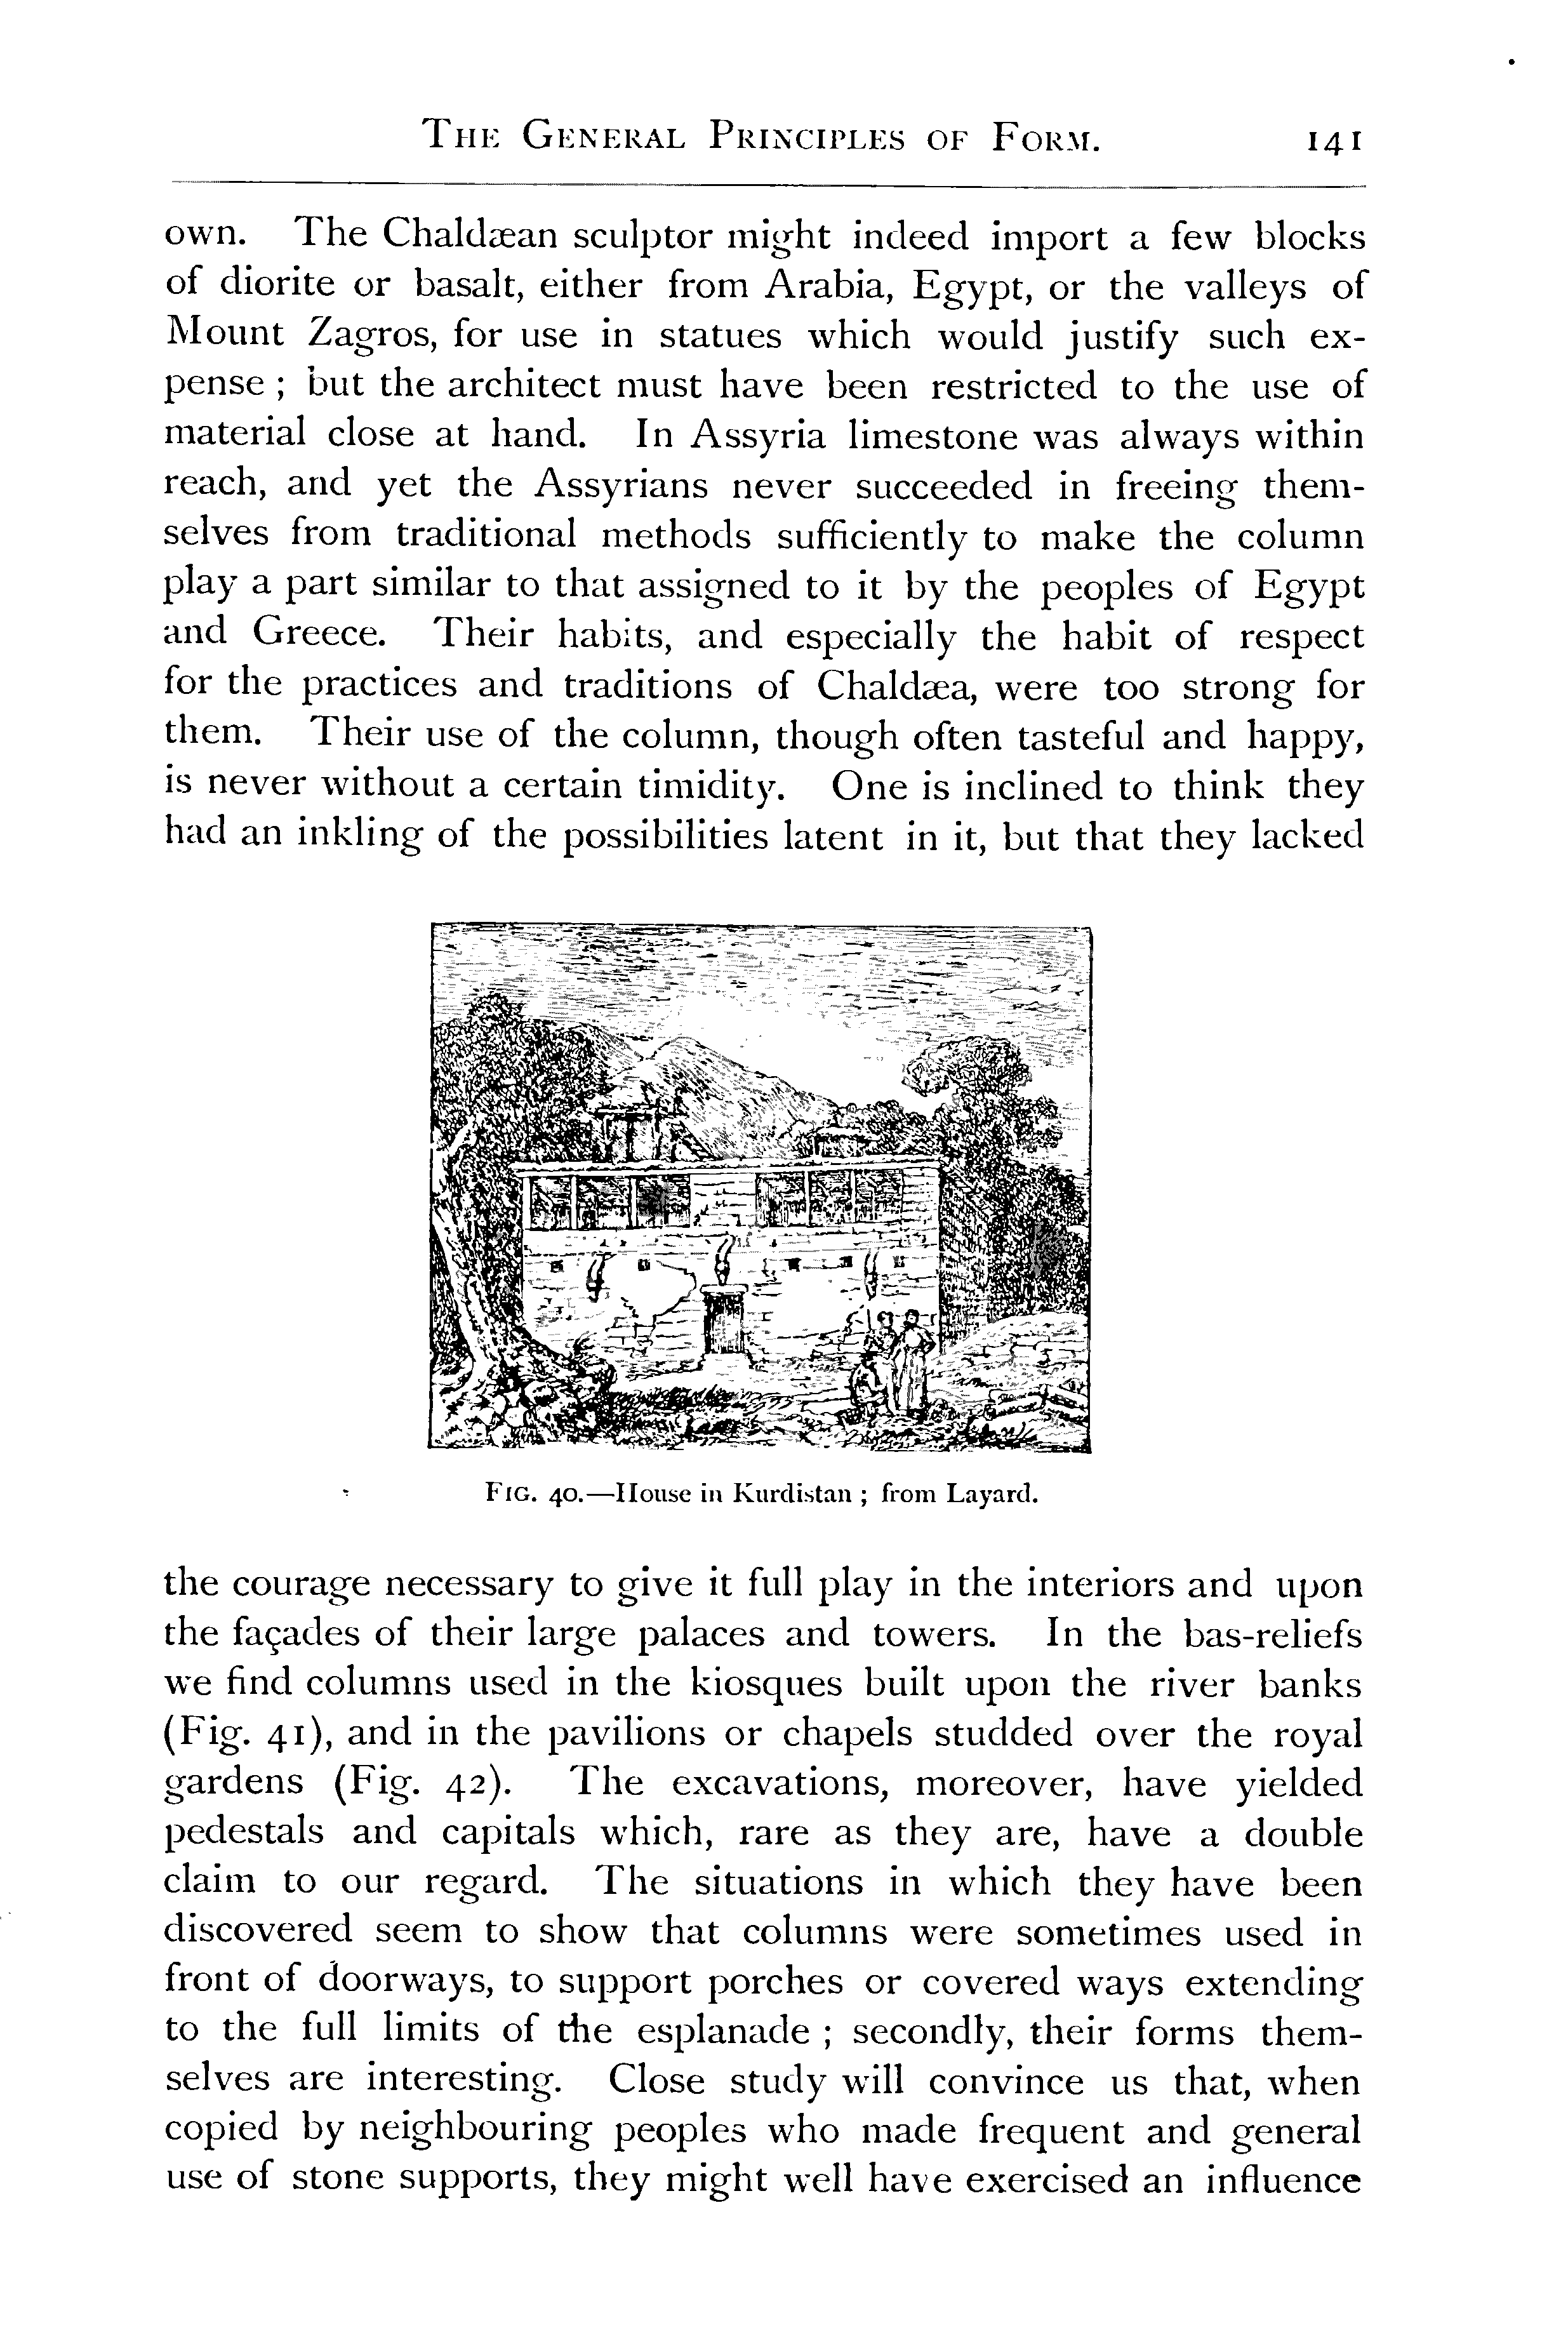 The General Principles of Form. 141
own. The Chaldæan sculptor might indeed import a few blocks
of diorite or basalt, either from Arabia, Egypt, or the valleys of
Mount Zagros, for use in statues which would justify such ex-
pense ; but the architect must have been restricted to the use of
material close at hand. In Assyria limestone was always within
reach, and yet the Assyrians never succeeded in freeing them-
selves from traditional methods sufficiently to make the column
play a part similar to that assigned to it by the peoples of Egypt
and Greece. Their habits, and especially the habit of respect
for the practices and traditions of Chaldæa, were too strong for
them. Their use of the column, though often tasteful and happy,
is never without a certain timidity. One is inclined to think they
had an inkling of the possibilities latent in it, but that they lacked
Fig. 40.—House in Kurdistan ; from Layard.
the courage necessary to give it full play in the interiors and upon
the façades of their large palaces and towers. In the bas-reliefs
we find columns used in the kiosques built upon the river banks
(Fig. 41), and in the pavilions or chapels studded over the royal
gardens (Fig. 42). The excavations, moreover, have yielded
pedestals and capitals which, rare as they are, have a double
claim to our regard. The situations in which they have been
discovered seem to show that columns were sometimes used in
front of doorways, to support porches or covered ways extending
to the full limits of the esplanade ; secondly, their forms them-
selves are interesting. Close study will convince us that, when
copied by neighbouring peoples who made frequent and general
use of stone supports, they might well have exercised an influence